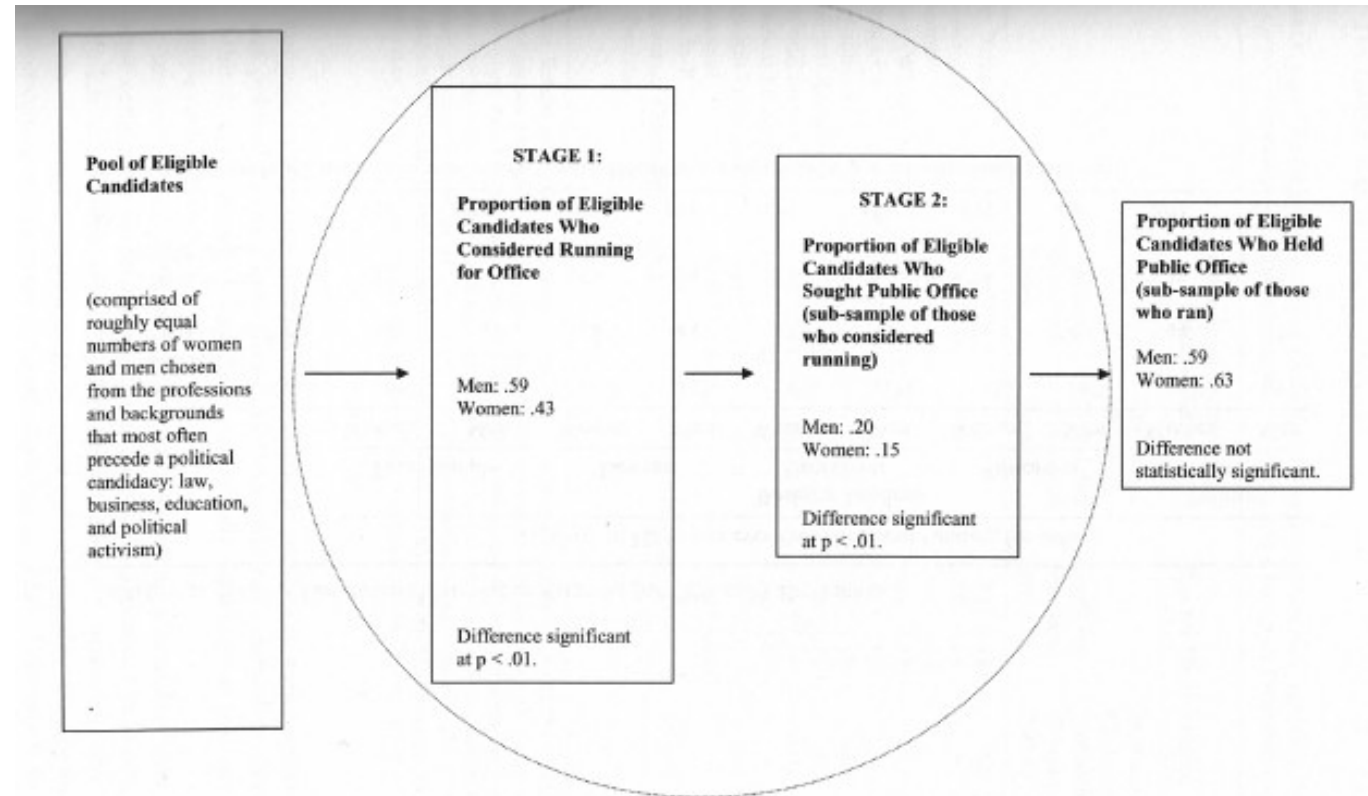 Pool of Eligible
Candidates
(comprised of
roughly equal
numbers of women
and men chosen
from the professions
and backgrounds
that most often
precede a political
candidacy: law,
business, education,
and political
activism)
STAGE 1:
Proportion of Eligible
Candidates Who
Considered Running
for Office
Men: .59
Women: .43
Difference significant
at p < .01.
STAGE 2:
Proportion of Eligible
Candidates Who
Sought Public Office
(sub-sample of those
who considered
running)
Men: .20
Women: .15
Difference significant
at p < .01.
Proportion of Eligible
Candidates Who Held
Public Office
(sub-sample of those
who ran)
Men: .59
Women: .63
Difference not
statistically significant.